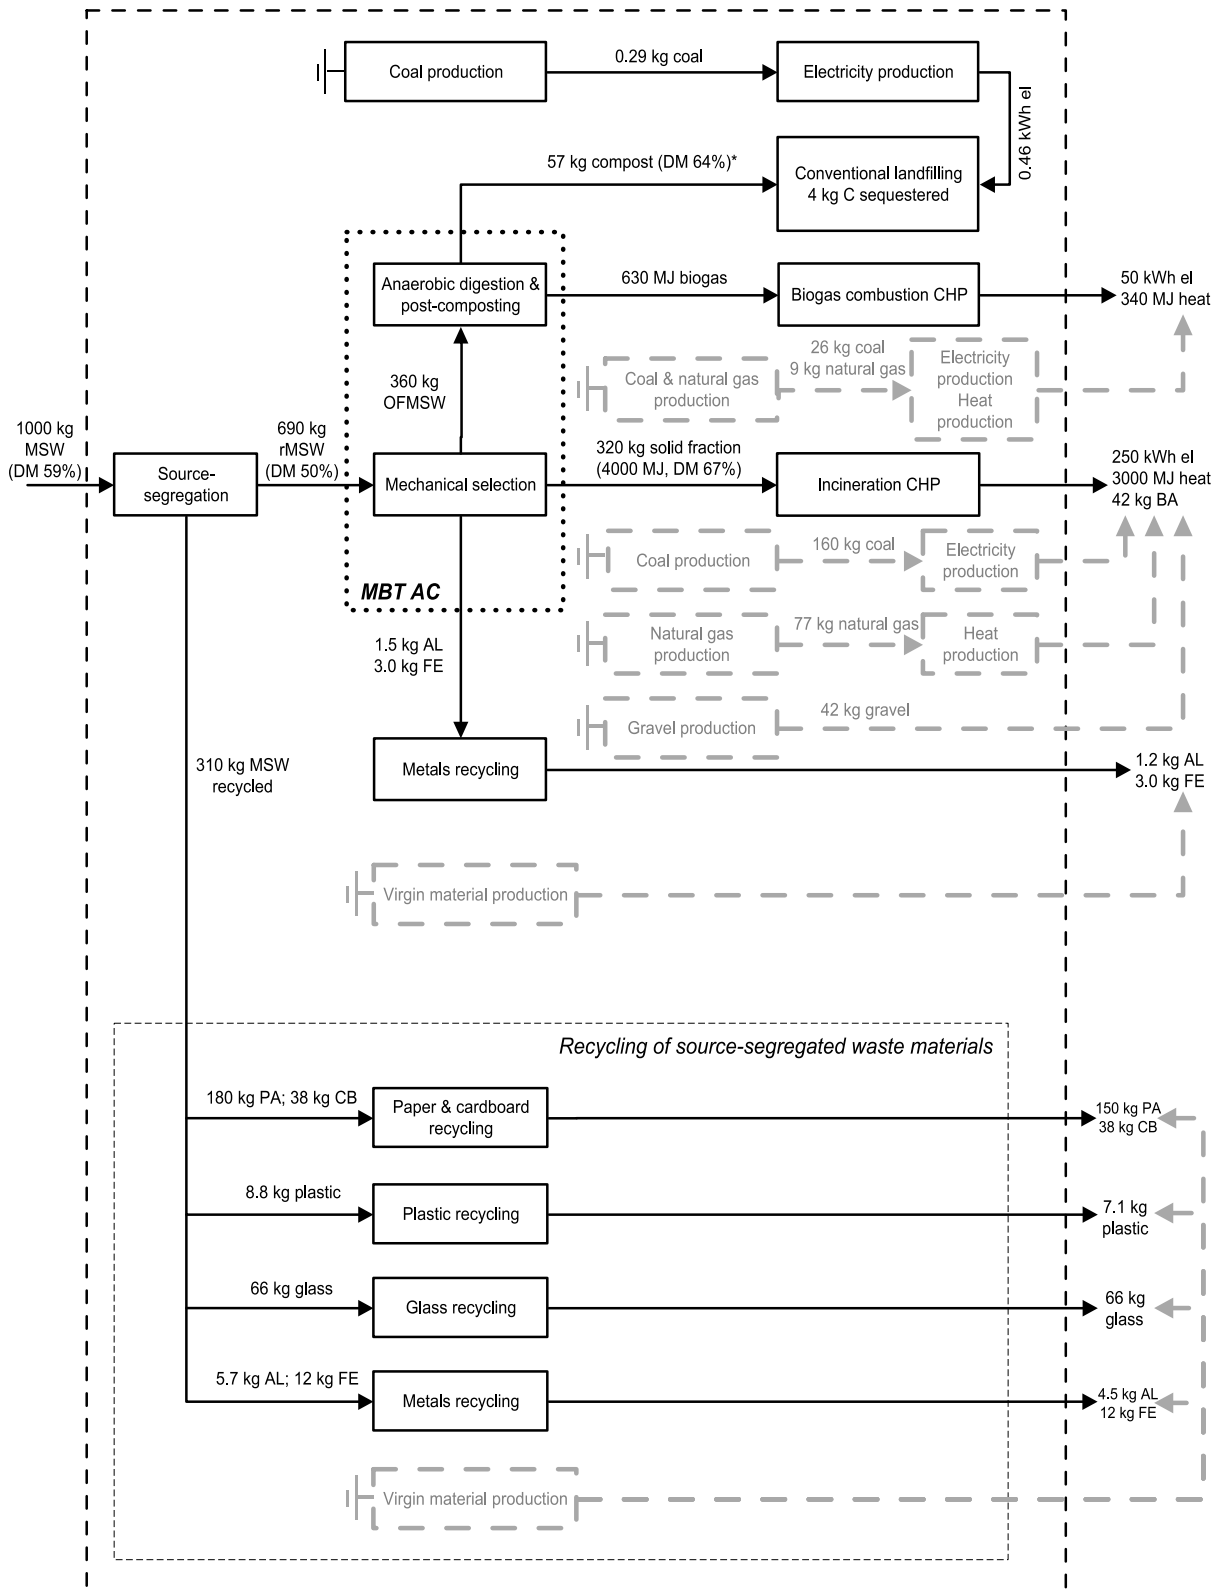 Coal production
0.29 kg coal
Electricity production
0.46 kWh el
57 kg compost (DM 64%)*
Conventional landfilling
4 kg C sequestered
Anaerobic digestion &
post-composting
630 MJ biogas
Biogas combustion CHP
50 kWh el
340 MJ heat
360 kg
OFMSW
Coal & natural gas
production
26 kg coal
9 kg natural gas
Electricity
production
Heat
production
1000 kg
MSW
(DM 59%)
Source-
segregation
690 kg
rMSW
(DM 50%)
Mechanical selection
320 kg solid fraction
(4000 MJ, DM 67%)
Incineration CHP
250 kWh el
3000 MJ heat
42 kg BA
MBT AC
Coal production
160 kg coal
Electricity
production
1.5 kg AL
3.0 kg FE
Natural gas
production
77 kg natural gas
Heat
production
Gravel production
42 kg gravel
310 kg MSW
recycled
Metals recycling
1.2 kg AL
3.0 kg FE
Virgin material production
Recycling of source-segregated waste materials
180 kg PA; 38 kg CB
Paper & cardboard
recycling
150 kg PA
38 kg CB
8.8 kg plastic
Plastic recycling
7.1 kg
plastic
66 kg glass
Glass recycling
66 kg
glass
5.7 kg AL; 12 kg FE
Metals recycling
4.5 kg AL
12 kg FE
Virgin material production